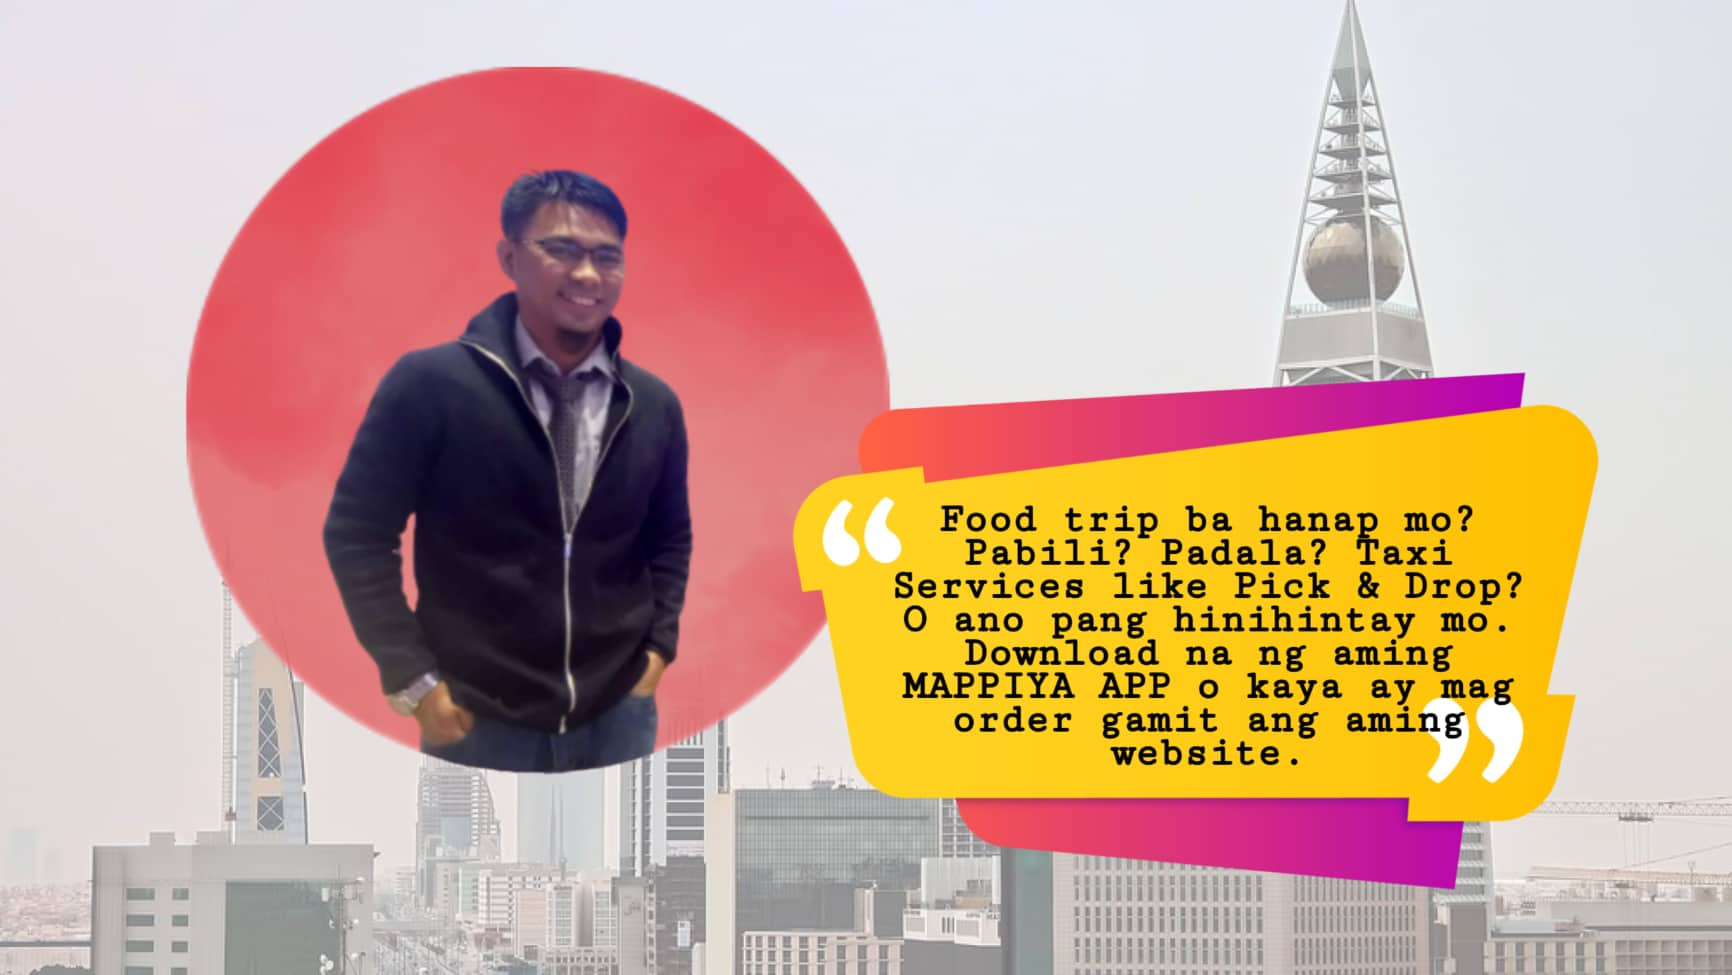 Food trip ba hanap mo?
Pabili? Padala? Taxi
Services like Pick & Drop?
O ano pang hinihintay mo.
Download na ng aming
MAPPIYA APP o kaya ay mag
order gamit ang aming
website.